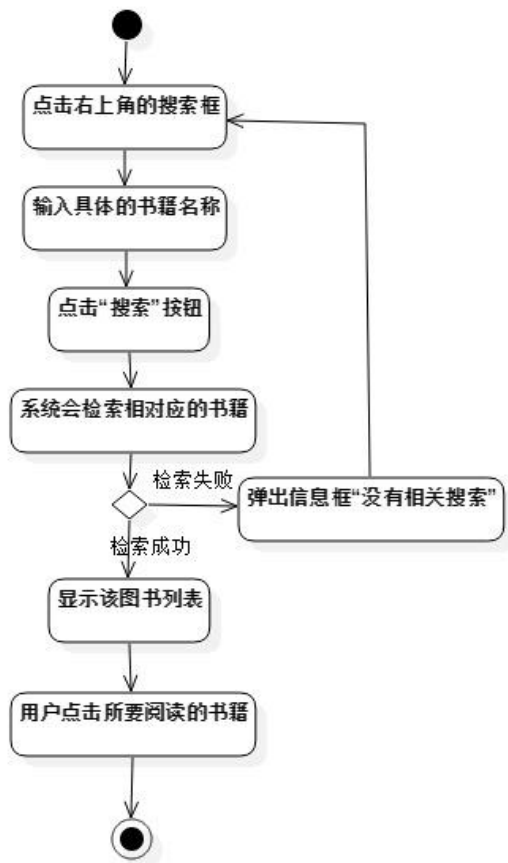 点击右上角的搜索框
输入具体的书籍名称
点击“搜索”按钮
系统会检索相对应的书籍
检索失败
弹出信息框“没有相关搜索”
检索成功
显示该图书列表
用户点击所要阅读的书籍